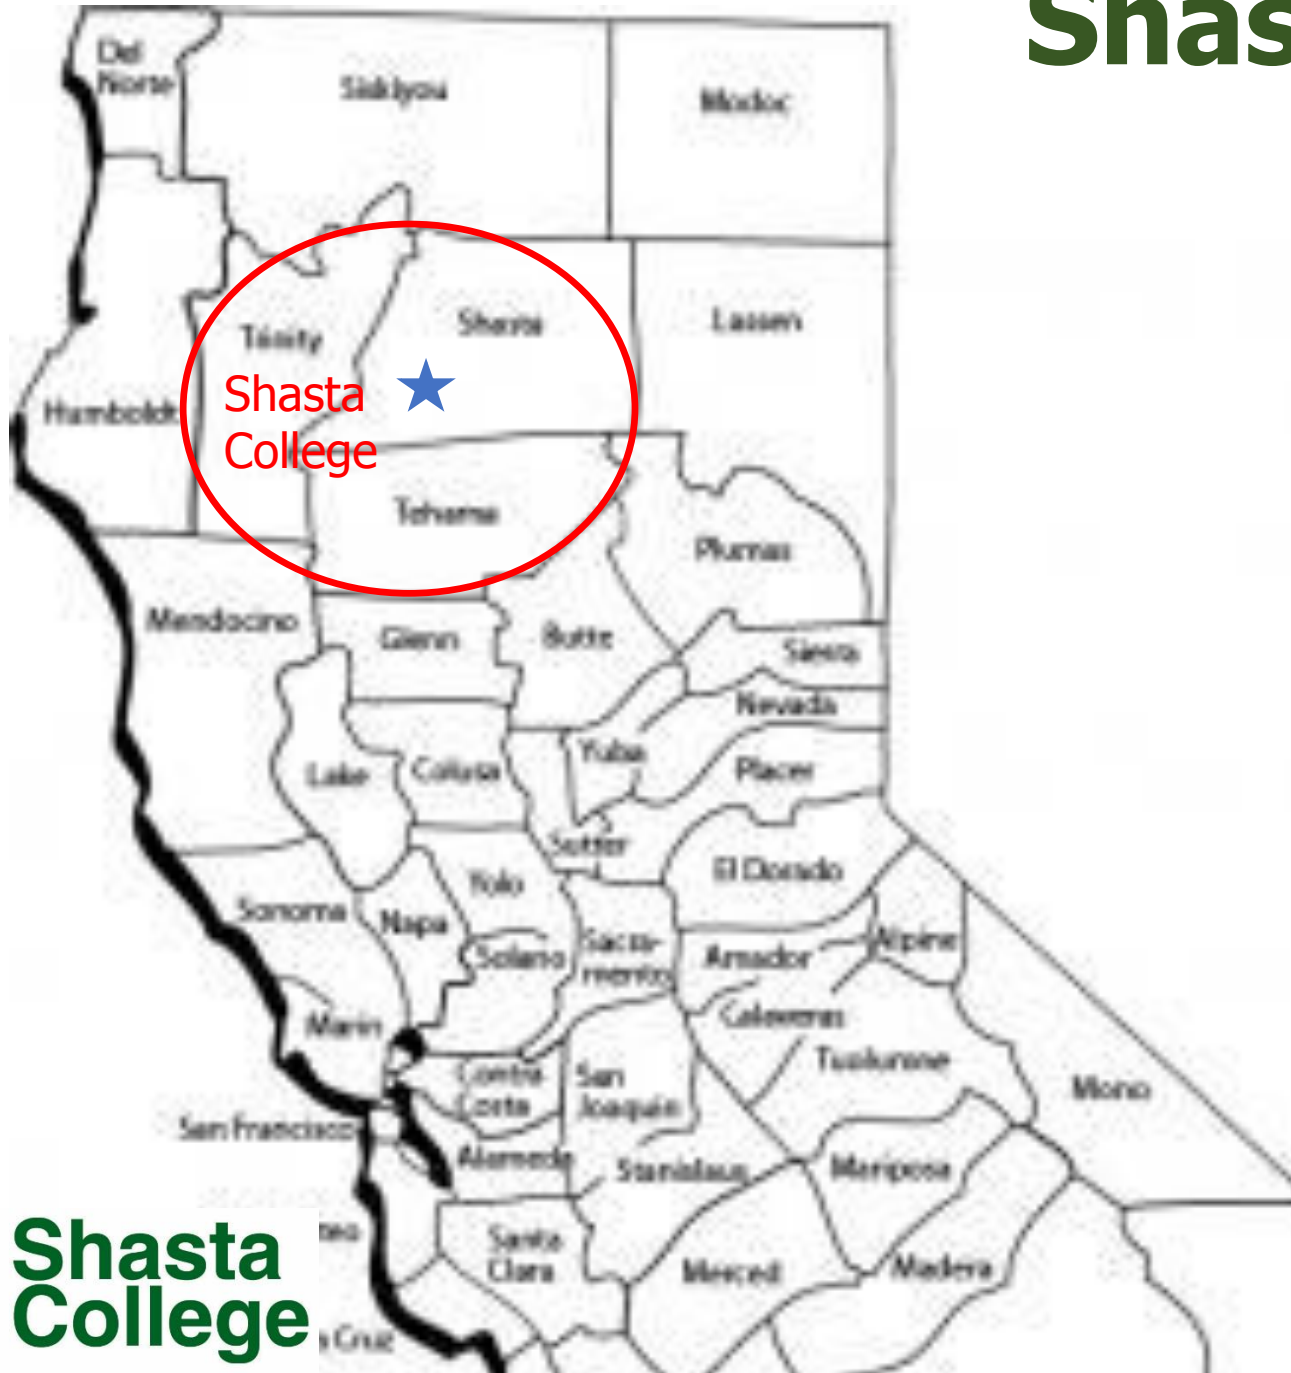 Shas
Del
Norte
Siskiyou
Modoc
Trinity
Shasta
Lassen
Shasta
College
Humboldt
Tehama
Plumas
Mendocino
Glenn
Butte
Sierra
Nevada
Yuba
Placer
Lake
Colusa
Sutter
El Dorado
Yolo
Sonoma
Napa
Solano
Sacra-
mento
Amador
Alpine
Marin
Calaveras
Tuolumne
Contra
Costa
San
Joaquin
Mono
San Francisco
Alameda
Stanislaus
Mariposa
Santa
Clara
Merced
Madera
teo
Shasta
College
a Cruz